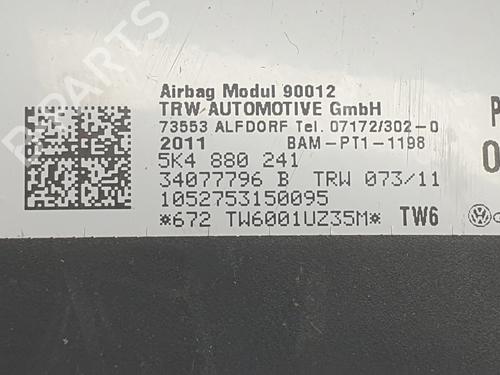 Airbag Modul 90012
TRW AUTOMOTIVE GmbH
73553 ALFDORF Tel. 07172/302-0
2011 BAM-PT1-1198
5K4 880 241
34077796 B TRW 073/11
1052753150095
*672 TW6001UZ35M* TW6